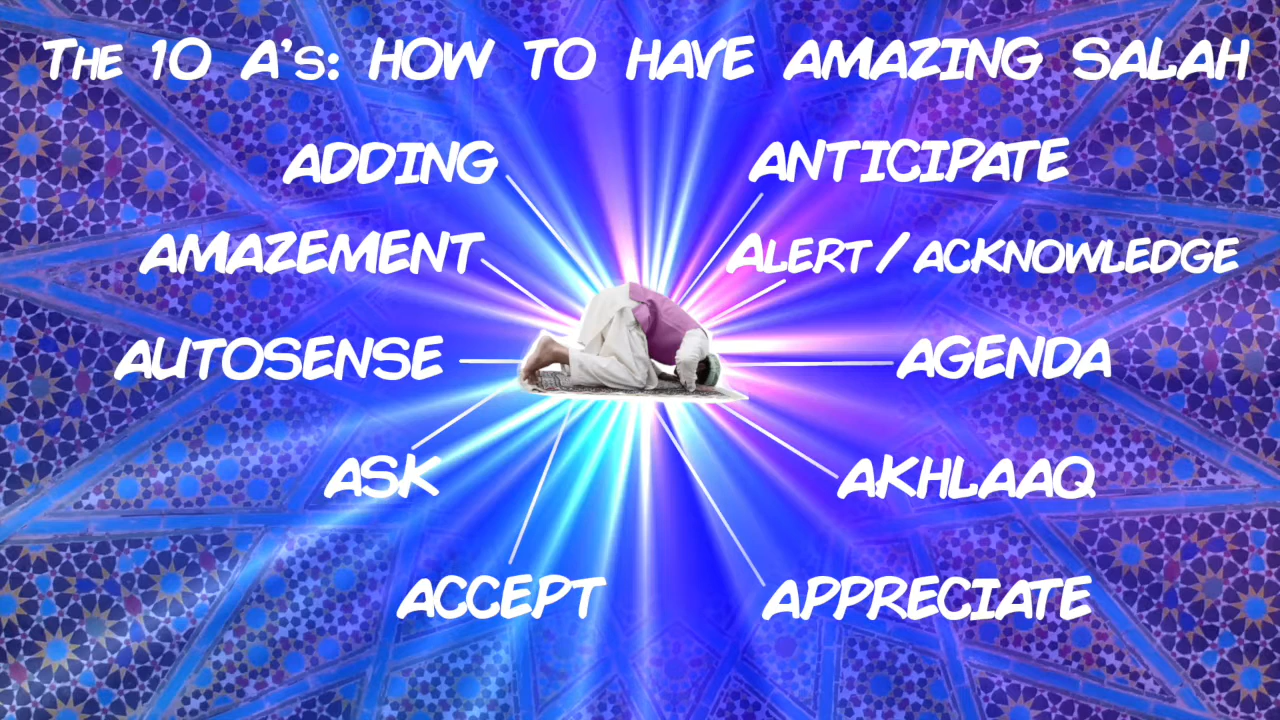 The 10 A's: HOW TO HAVE AMAZING SALAH
ADDING
ANTICIPATE
AMAZEMENT
ALERT / ACKNOWLEDGE
AUTOSENSE
AGENDA
ASK
AKHLAAQ
ACCEPT
APPRECIATE